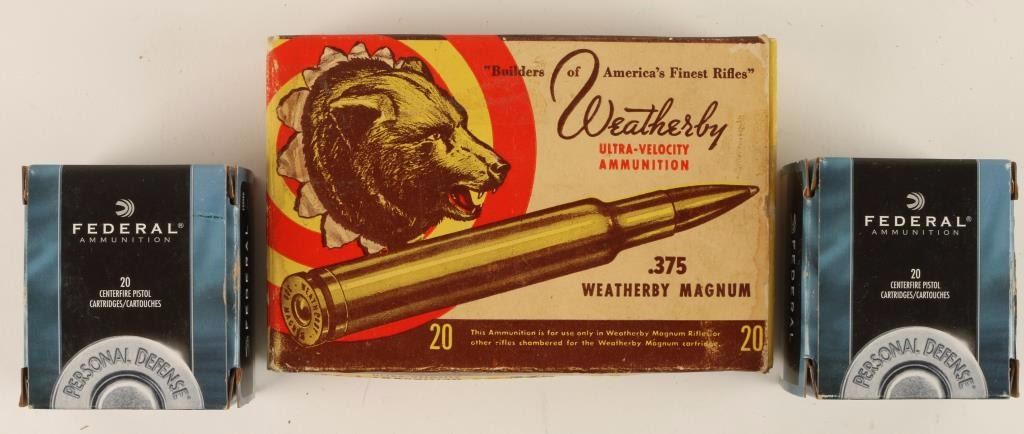 FEDERAL®
AMMUNITION
20
CENTERFIRE PISTOL
CARTRIDGES/CARTOUCHES
PERSONAL DEFENSE®
FEDERAL
"Builders of America's Finest Rifles"
Weatherby
ULTRA-VELOCITY
AMMUNITION
.375
WEATHERBY MAGNUM
20
This Ammunition is for use only in Weatherby Magnum Rifles or
other rifles chambered for the Weatherby Magnum cartridge.
20
FEDERAL
FEDERAL®
AMMUNITION
20
CENTERFIRE PISTOL
CARTRIDGES/CARTOUCHES
PERSONAL DEFENSE®